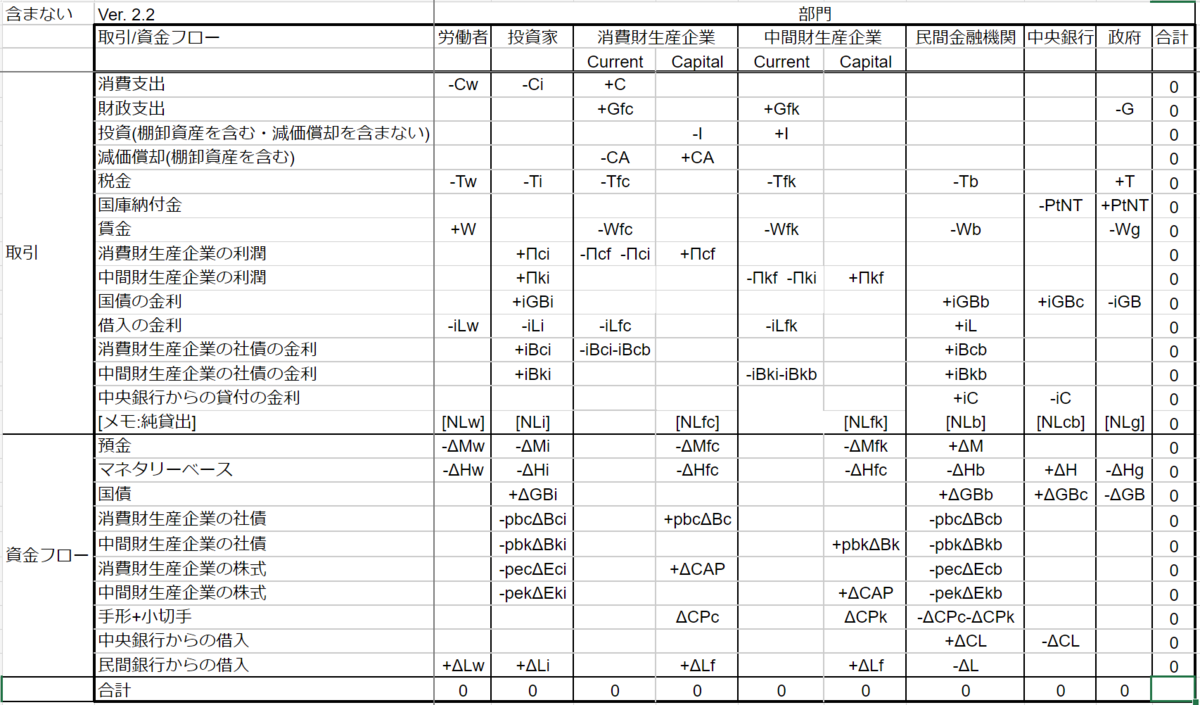 含まない Ver. 2.2 部門
取引/資金フロー 労働者 投資家 消費財生産企業 中間財生産企業 民間金融機関 中央銀行 政府 合計
Current Capital Current Capital
消費支出 -Cw -Ci +C 0
財政支出 +Gfc +Gfk -G 0
投資(棚卸資産を含む・減価償却を含まない) -I +I 0
減価償却(棚卸資産を含む) -CA +CA 0
税金 -Tw -Ti -Tfc -Tfk -Tb +T 0
国庫納付金 -PtNT +PtNT 0
賃金 +W -Wfc -Wfk -Wb -Wg 0
取引 消費財生産企業の利潤 +Πci -Πcf -Πci +Πcf 0
中間財生産企業の利潤 +Πki -Πkf -Πki +Πkf 0
国債の金利 +iGBi +iGBb +iGBc -iGB 0
借入の金利 -iLw -iLi -iLfc -iLfk +iL 0
消費財生産企業の社債の金利 +iBci -iBci-iBcb +iBcb 0
中間財生産企業の社債の金利 +iBki -iBki-iBkb +iBkb 0
中央銀行からの貸付の金利 +iC -iC 0
[メモ:純貸出] [NLw] [NLi] [NLfc] [NLfk] [NLb] [NLcb] [NLg] 0
預金 -ΔMw -ΔMi -ΔMfc -ΔMfk +ΔM 0
マネタリーベース -ΔHw -ΔHi -ΔHfc -ΔHfc -ΔHb +ΔH -ΔHg 0
国債 +ΔGBi +ΔGBb +ΔGBc -ΔGB 0
消費財生産企業の社債 -pbcΔBci +pbcΔBc -pbcΔBcb 0
資金フロー 中間財生産企業の社債 -pbkΔBki +pbkΔBk -pbkΔBkb 0
消費財生産企業の株式 -pecΔEci +ΔCAP -pecΔEcb 0
中間財生産企業の株式 -pekΔEki +ΔCAP -pekΔEkb 0
手形+小切手 ΔCPc ΔCPk -ΔCPc-ΔCPk 0
中央銀行からの借入 +ΔCL -ΔCL 0
民間銀行からの借入 +ΔLw +ΔLi +ΔLf +ΔLf -ΔL 0
合計 0 0 0 0 0 0 0 0 0